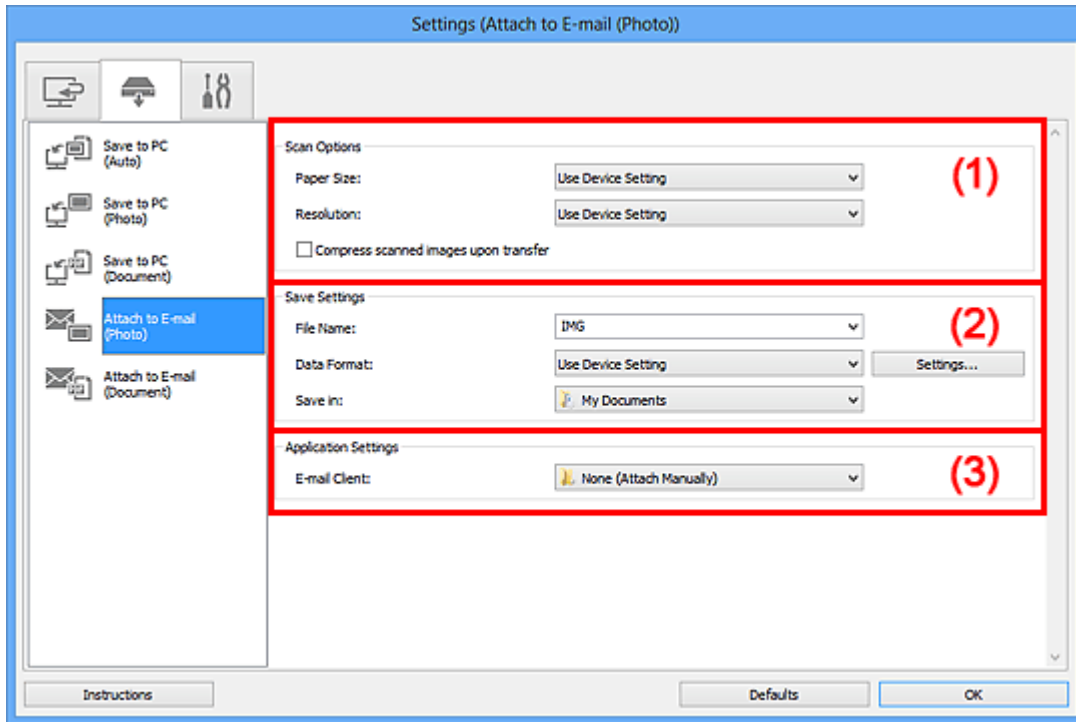 Settings (Attach to E-mail (Photo))
Save to PC
(Auto)
Save to PC
(Photo)
Save to PC
(Document)
Attach to E-mail
(Photo)
Attach to E-mail
(Document)
Scan Options
(1)
Paper Size:
Use Device Setting
Resolution:
Use Device Setting
Compress scanned images upon transfer
Save Settings
(2)
File Name:
IMG
Data Format:
Use Device Setting
Settings...
Save in:
My Documents
Application Settings
(3)
E-mail Client:
None (Attach Manually)
Instructions
Defaults
OK